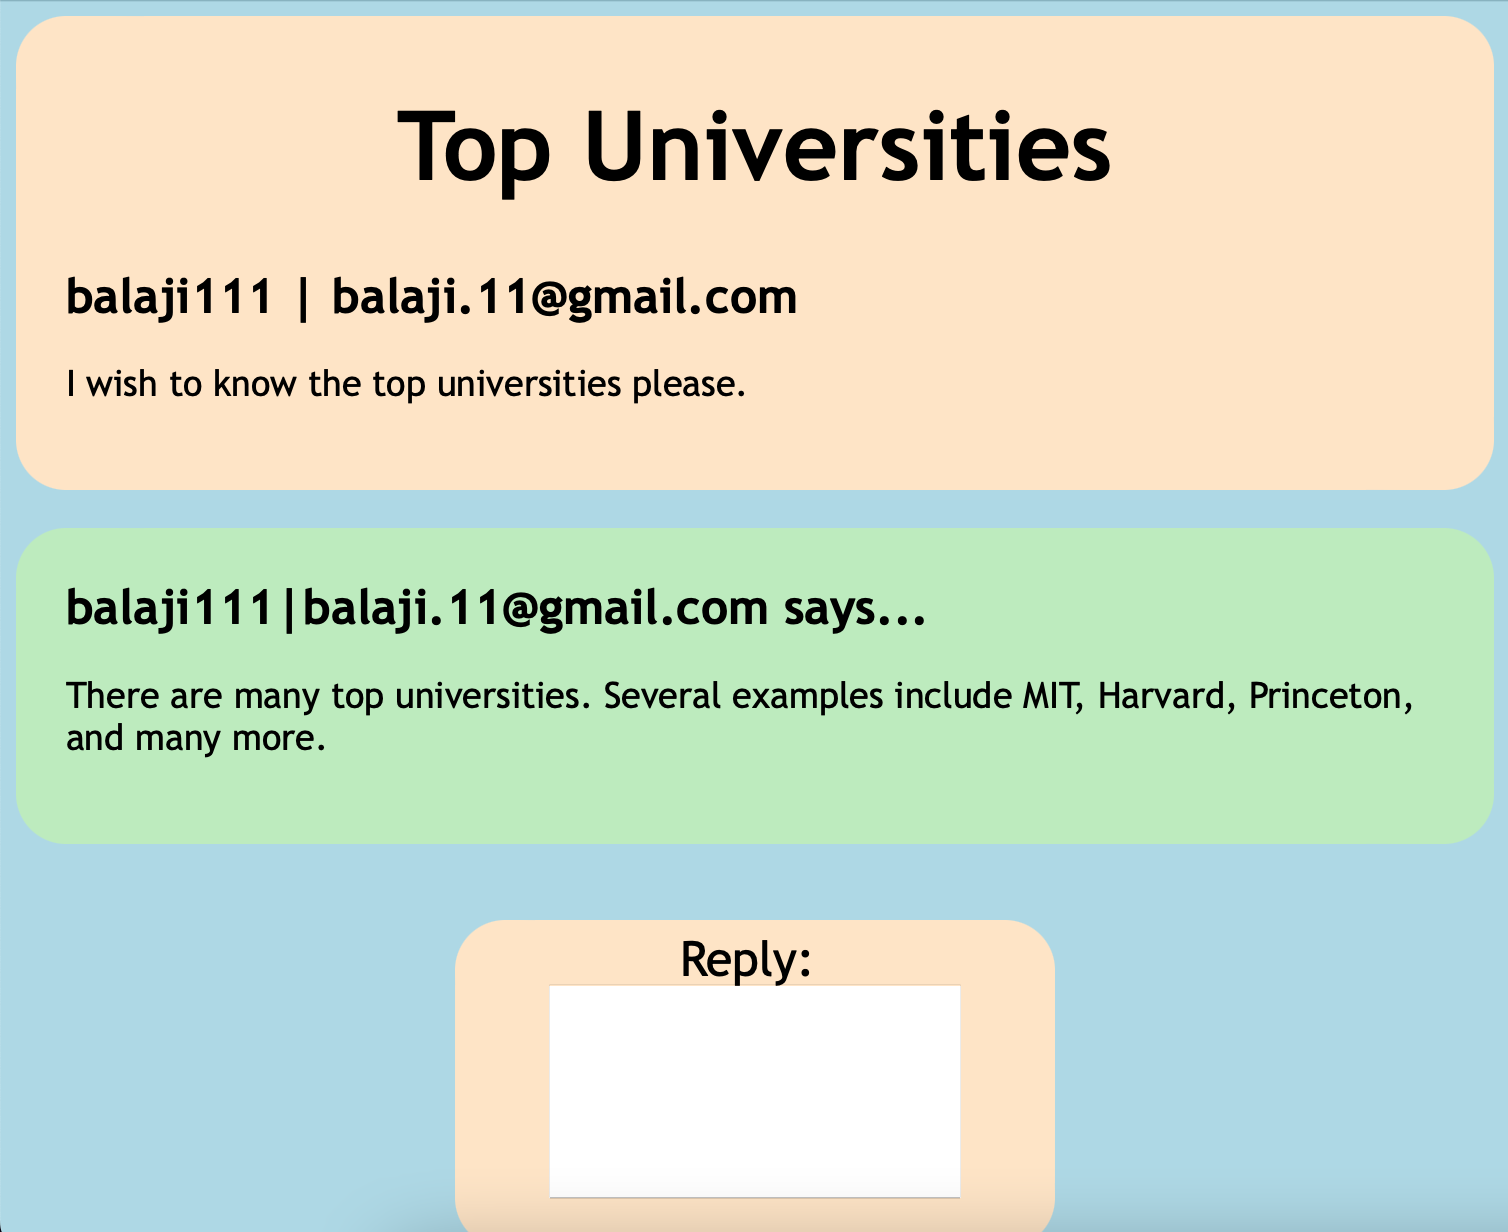 Top Universities
balaji111 | balaji.11@gmail.com
I wish to know the top universities please.
balaji111|balaji.11@gmail.com says...
There are many top universities. Several examples include MIT, Harvard, Princeton,
and many more.
Reply: